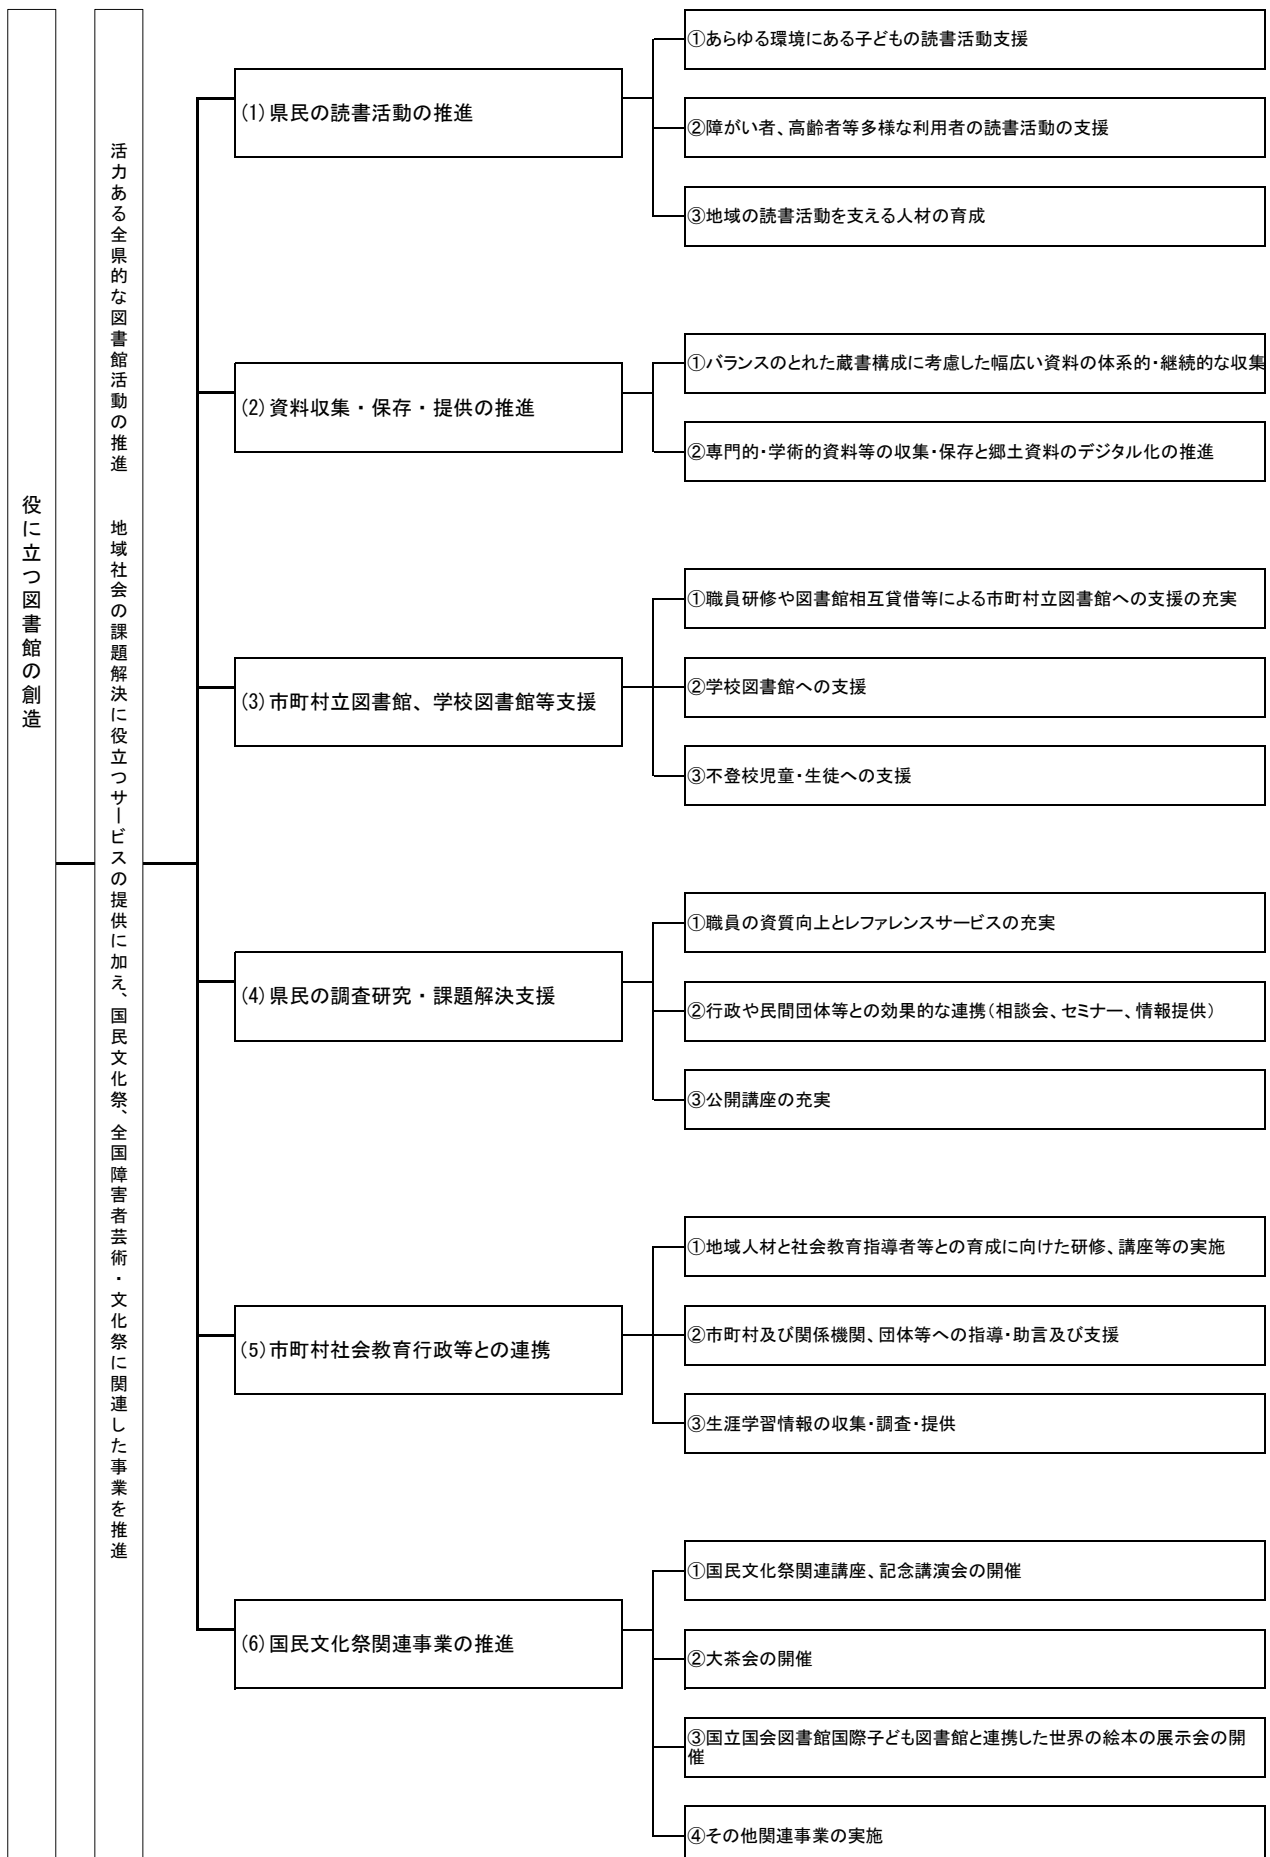 役に立つ図書館の創造
活力ある全県的な図書館活動の推進　地域社会の課題解決に役立つサービスの提供に加え、国民文化祭、全国障害者芸術・文化祭に関連した事業を推進
(1)県民の読書活動の推進
①あらゆる環境にある子どもの読書活動支援
②障がい者、高齢者等多様な利用者の読書活動の支援
③地域の読書活動を支える人材の育成
(2)資料収集・保存・提供の推進
①バランスのとれた蔵書構成に考慮した幅広い資料の体系的・継続的な収集
②専門的・学術的資料等の収集・保存と郷土資料のデジタル化の推進
(3)市町村立図書館、学校図書館等支援
①職員研修や図書館相互貸借等による市町村立図書館への支援の充実
②学校図書館への支援
③不登校児童・生徒への支援
(4)県民の調査研究・課題解決支援
①職員の資質向上とレファレンスサービスの充実
②行政や民間団体等との効果的な連携(相談会、セミナー、情報提供)
③公開講座の充実
(5)市町村社会教育行政等との連携
①地域人材と社会教育指導者等との育成に向けた研修、講座等の実施
②市町村及び関係機関、団体等への指導・助言及び支援
③生涯学習情報の収集・調査・提供
(6)国民文化祭関連事業の推進
①国民文化祭関連講座、記念講演会の開催
②大茶会の開催
③国立国会図書館国際子ども図書館と連携した世界の絵本の展示会の開
催
④その他関連事業の実施